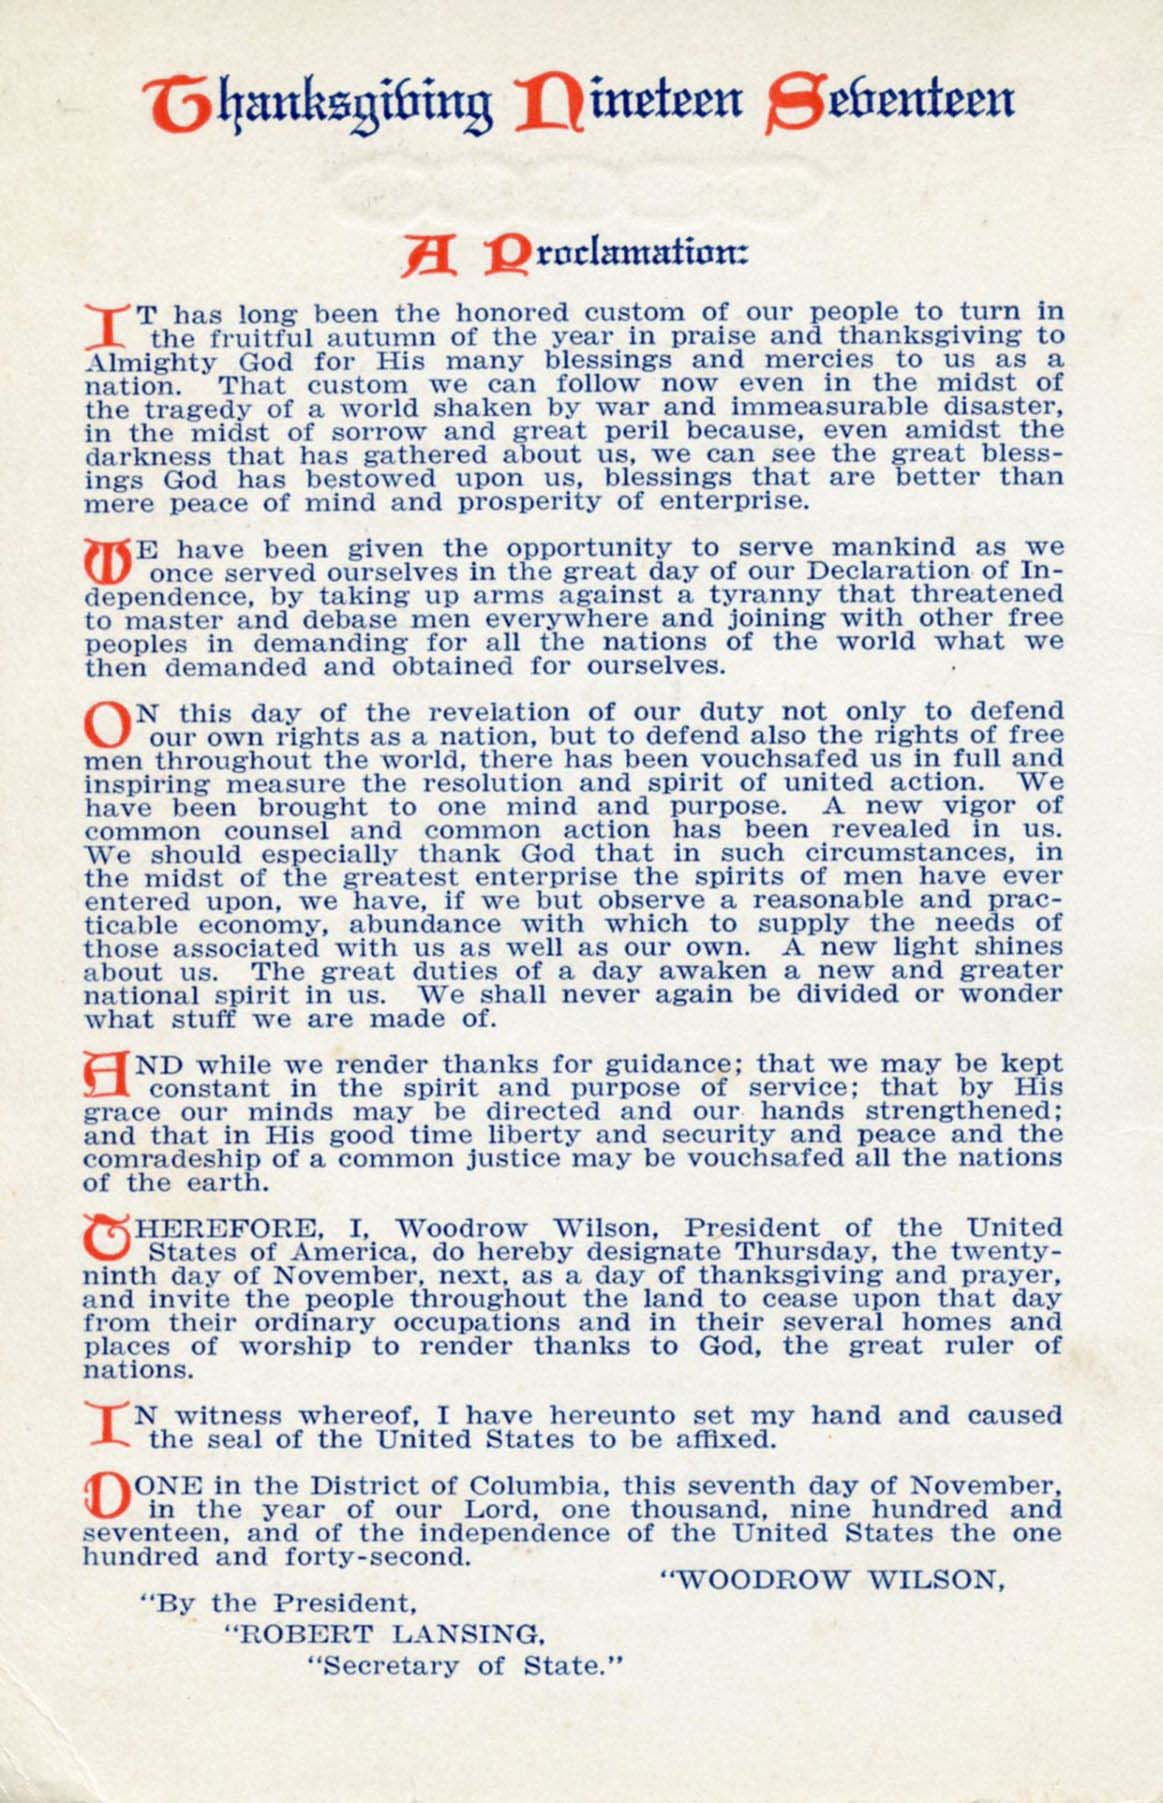 Thanksgiving Nineteen Seventeen
A Proclamation:
IT has long been the honored custom of our people to turn in
the fruitful autumn of the year in praise and thanksgiving to
Almighty God for His many blessings and mercies to us as a
nation. That custom we can follow now even in the midst of
the tragedy of a world shaken by war and immeasurable disaster,
in the midst of sorrow and great peril because, even amidst the
darkness that has gathered about us, we can see the great bless-
ings God has bestowed upon us, blessings that are better than
mere peace of mind and prosperity of enterprise.
WE have been given the opportunity to serve mankind as we
once served ourselves in the great day of our Declaration of In-
dependence, by taking up arms against a tyranny that threatened
to master and debase men everywhere and joining with other free
peoples in demanding for all the nations of the world what we
then demanded and obtained for ourselves.
ON this day of the revelation of our duty not only to defend
our own rights as a nation, but to defend also the rights of free
men throughout the world, there has been vouchsafed us in full and
inspiring measure the resolution and spirit of united action. We
have been brought to one mind and purpose. A new vigor of
common counsel and common action has been revealed in us.
We should especially thank God that in such circumstances, in
the midst of the greatest enterprise the spirits of men have ever
entered upon, we have, if we but observe a reasonable and prac-
ticable economy, abundance with which to supply the needs of
those associated with us as well as our own. A new light shines
about us. The great duties of a day awaken a new and greater
national spirit in us. We shall never again be divided or wonder
what stuff we are made of.
AND while we render thanks for guidance; that we may be kept
constant in the spirit and purpose of service; that by His
grace our minds may be directed and our hands strengthened;
and that in His good time liberty and security and peace and the
comradeship of a common justice may be vouchsafed all the nations
of the earth.
THEREFORE, I, Woodrow Wilson, President of the United
States of America, do hereby designate Thursday, the twenty-
ninth day of November, next, as a day of thanksgiving and prayer,
and invite the people throughout the land to cease upon that day
from their ordinary occupations and in their several homes and
places of worship to render thanks to God, the great ruler of
nations.
IN witness whereof, I have hereunto set my hand and caused
the seal of the United States to be affixed.
DONE in the District of Columbia, this seventh day of November,
in the year of our Lord, one thousand, nine hundred and
seventeen, and of the independence of the United States the one
hundred and forty-second.
"WOODROW WILSON,
"By the President,
"ROBERT LANSING,
"Secretary of State."